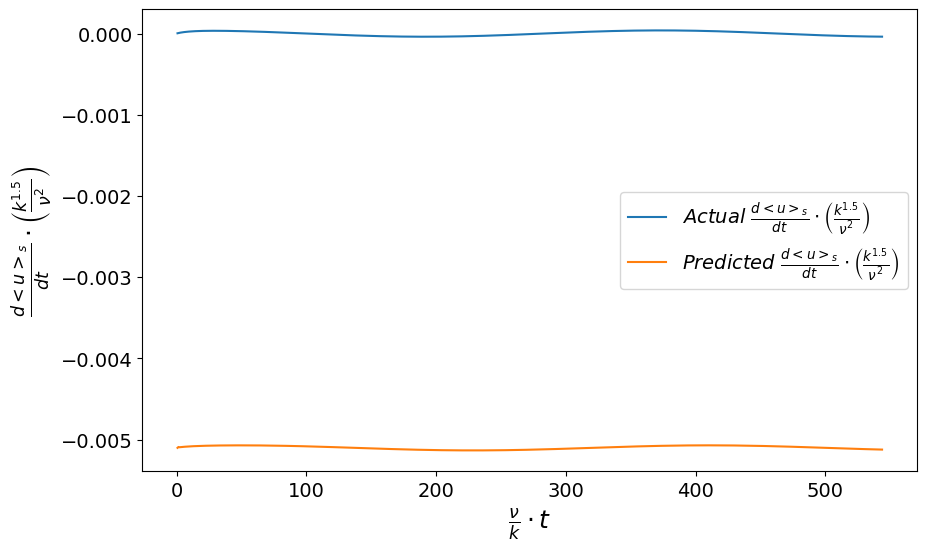 0.000
−0.001
−0.002
−0.003
−0.004
−0.005
d<u>ₛ/dt · (k^1.5/ν^2)
Actual d<u>ₛ/dt · (k^1.5/ν^2)
Predicted d<u>ₛ/dt · (k^1.5/ν^2)
0 100 200 300 400 500
ν/k · t